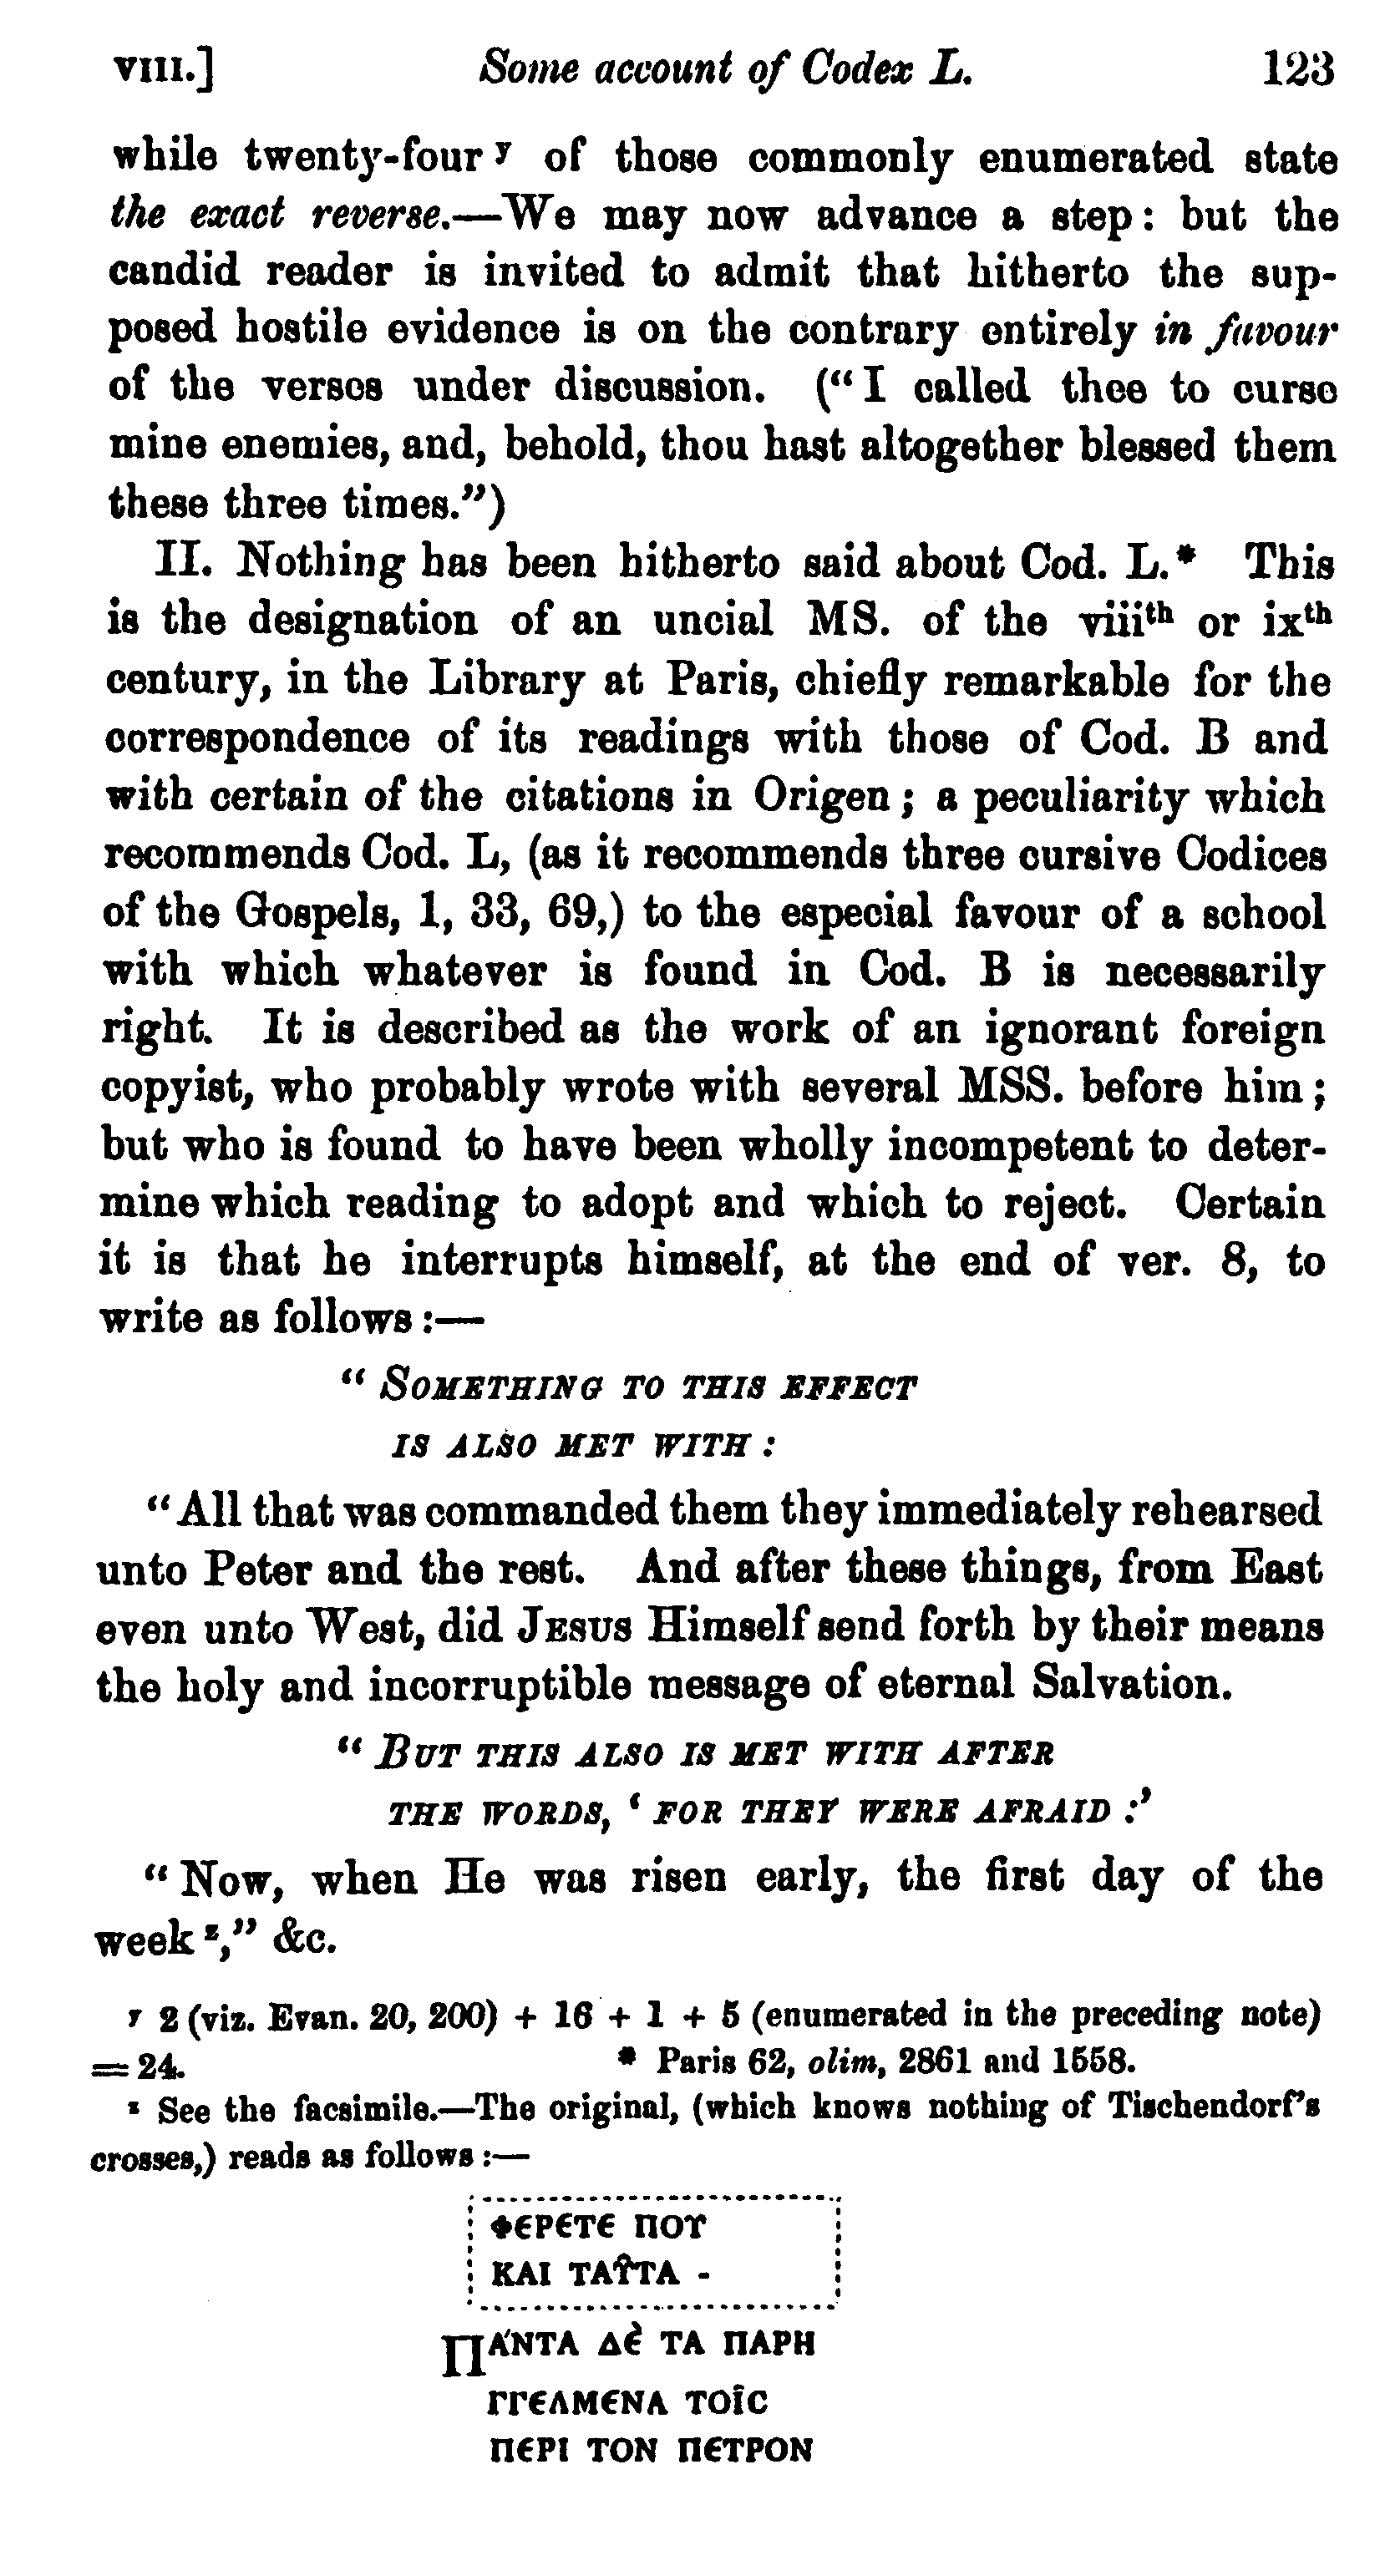 VIII.] Some account of Codex L. 123
while twenty-four y of those commonly enumerated state
the exact reverse.—We may now advance a step: but the
candid reader is invited to admit that hitherto the sup-
posed hostile evidence is on the contrary entirely in favour
of the verses under discussion. (“I called thee to curse
mine enemies, and, behold, thou hast altogether blessed them
these three times.”)
II. Nothing has been hitherto said about Cod. L.* This
is the designation of an uncial MS. of the viiith or ixth
century, in the Library at Paris, chiefly remarkable for the
correspondence of its readings with those of Cod. B and
with certain of the citations in Origen; a peculiarity which
recommends Cod. L, (as it recommends three cursive Codices
of the Gospels, 1, 33, 69,) to the especial favour of a school
with which whatever is found in Cod. B is necessarily
right. It is described as the work of an ignorant foreign
copyist, who probably wrote with several MSS. before him;
but who is found to have been wholly incompetent to deter-
mine which reading to adopt and which to reject. Certain
it is that he interrupts himself, at the end of ver. 8, to
write as follows:—
“SOMETHING TO THIS EFFECT
IS ALSO MET WITH:
“All that was commanded them they immediately rehearsed
unto Peter and the rest. And after these things, from East
even unto West, did JESUS Himself send forth by their means
the holy and incorruptible message of eternal Salvation.
“BUT THIS ALSO IS MET WITH AFTER
THE WORDS, ‘FOR THEY WERE AFRAID:’
“Now, when He was risen early, the first day of the
week z,” &c.
y 2 (viz. Evan. 20, 200) + 16 + 1 + 5 (enumerated in the preceding note)
= 24. * Paris 62, olim, 2861 and 1558.
z See the facsimile.—The original, (which knows nothing of Tischendorf’s
crosses,) reads as follows:—
ΦΕΡΕΤΕ ΠΟΥ
ΚΑΙ ΤΑΥ͂ΤΑ -
ΠΆΝΤΑ ΔῈ ΤΑ ΠΑΡΗ
ΓΓΕΛΜΕΝΑ ΤΟΙ͂C
ΠΕΡΙ ΤΟΝ ΠΕΤΡΟΝ